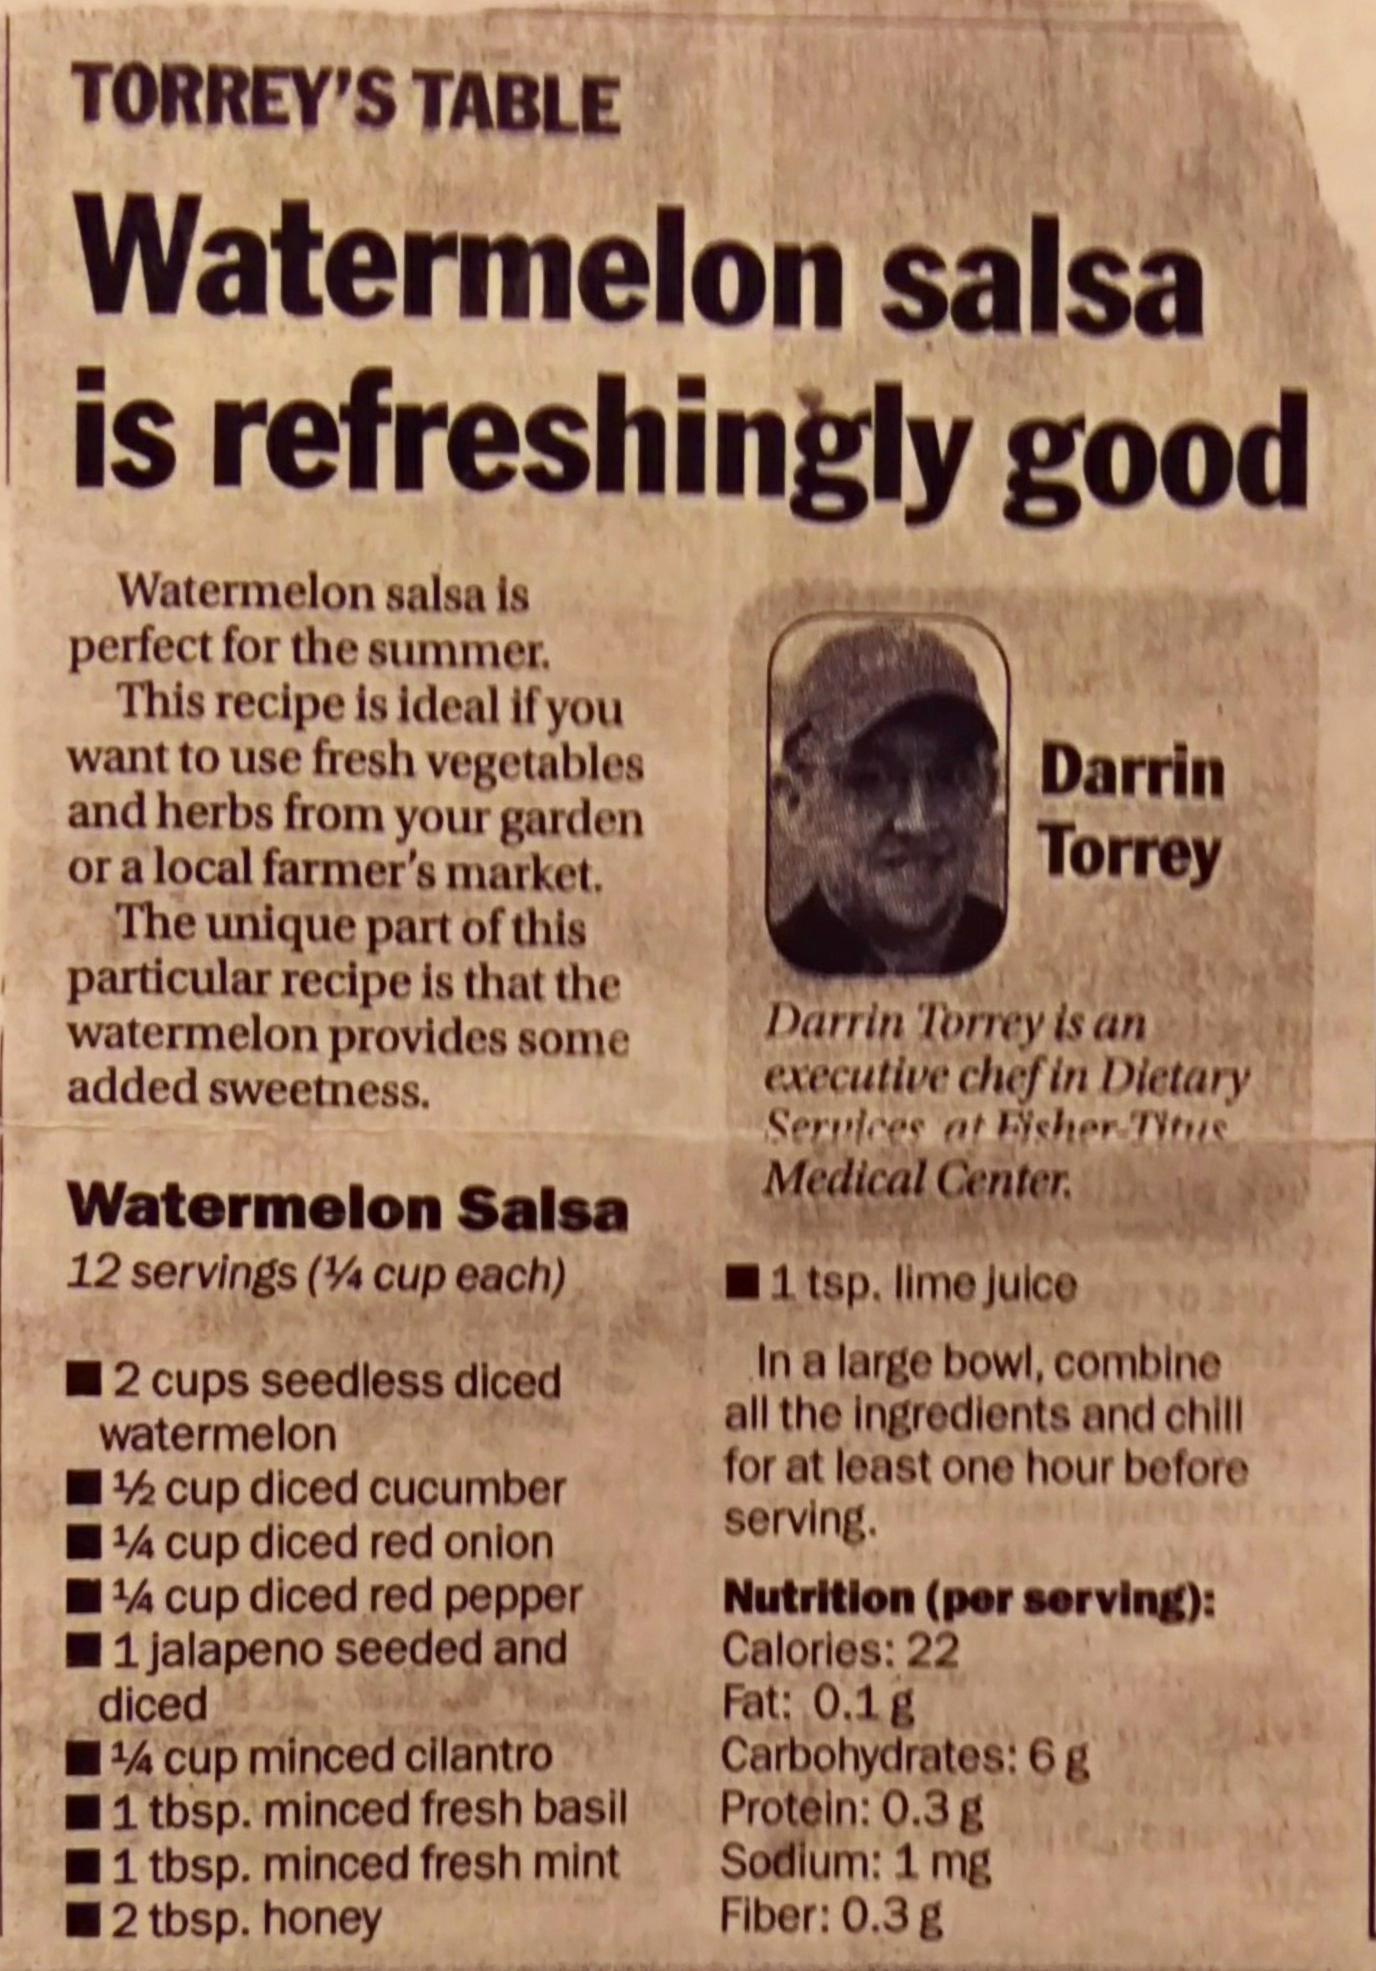 TORREY'S TABLE
Watermelon salsa
is refreshingly good
Watermelon salsa is
perfect for the summer.
This recipe is ideal if you
want to use fresh vegetables
and herbs from your garden
or a local farmer's market.
The unique part of this
particular recipe is that the
watermelon provides some
added sweetness.
Darrin
Torrey
Darrin Torrey is an
executive chef in Dietary
Services at Fisher-Titus
Medical Center.
Watermelon Salsa
12 servings (¼ cup each)
■ 2 cups seedless diced
watermelon
■ ½ cup diced cucumber
■ ¼ cup diced red onion
■ ¼ cup diced red pepper
■ 1 jalapeno seeded and
diced
■ ¼ cup minced cilantro
■ 1 tbsp. minced fresh basil
■ 1 tbsp. minced fresh mint
■ 2 tbsp. honey
■ 1 tsp. lime juice
In a large bowl, combine
all the ingredients and chill
for at least one hour before
serving.
Nutrition (per serving):
Calories: 22
Fat: 0.1 g
Carbohydrates: 6 g
Protein: 0.3 g
Sodium: 1 mg
Fiber: 0.3 g